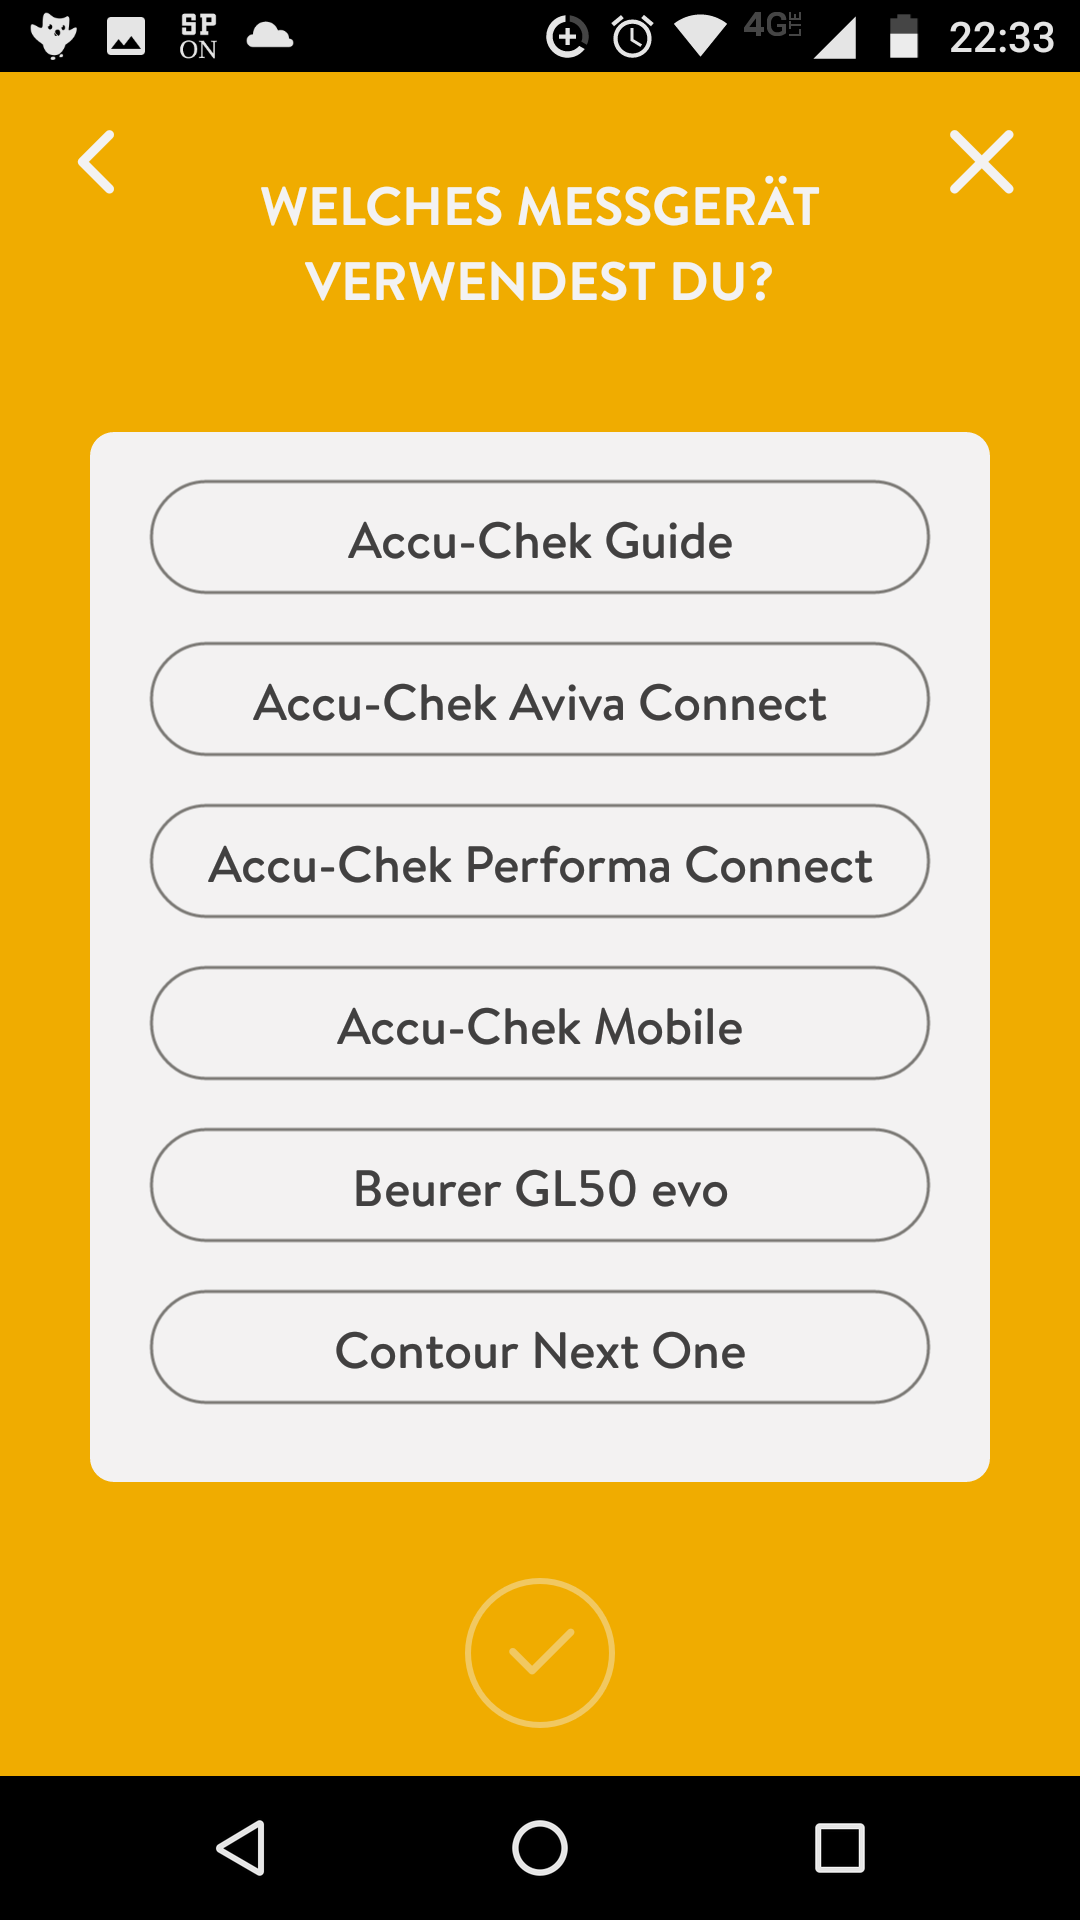 SP
ON
4G LTE
22:33
WELCHES MESSGERÄT
VERWENDEST DU?
Accu-Chek Guide
Accu-Chek Aviva Connect
Accu-Chek Performa Connect
Accu-Chek Mobile
Beurer GL50 evo
Contour Next One